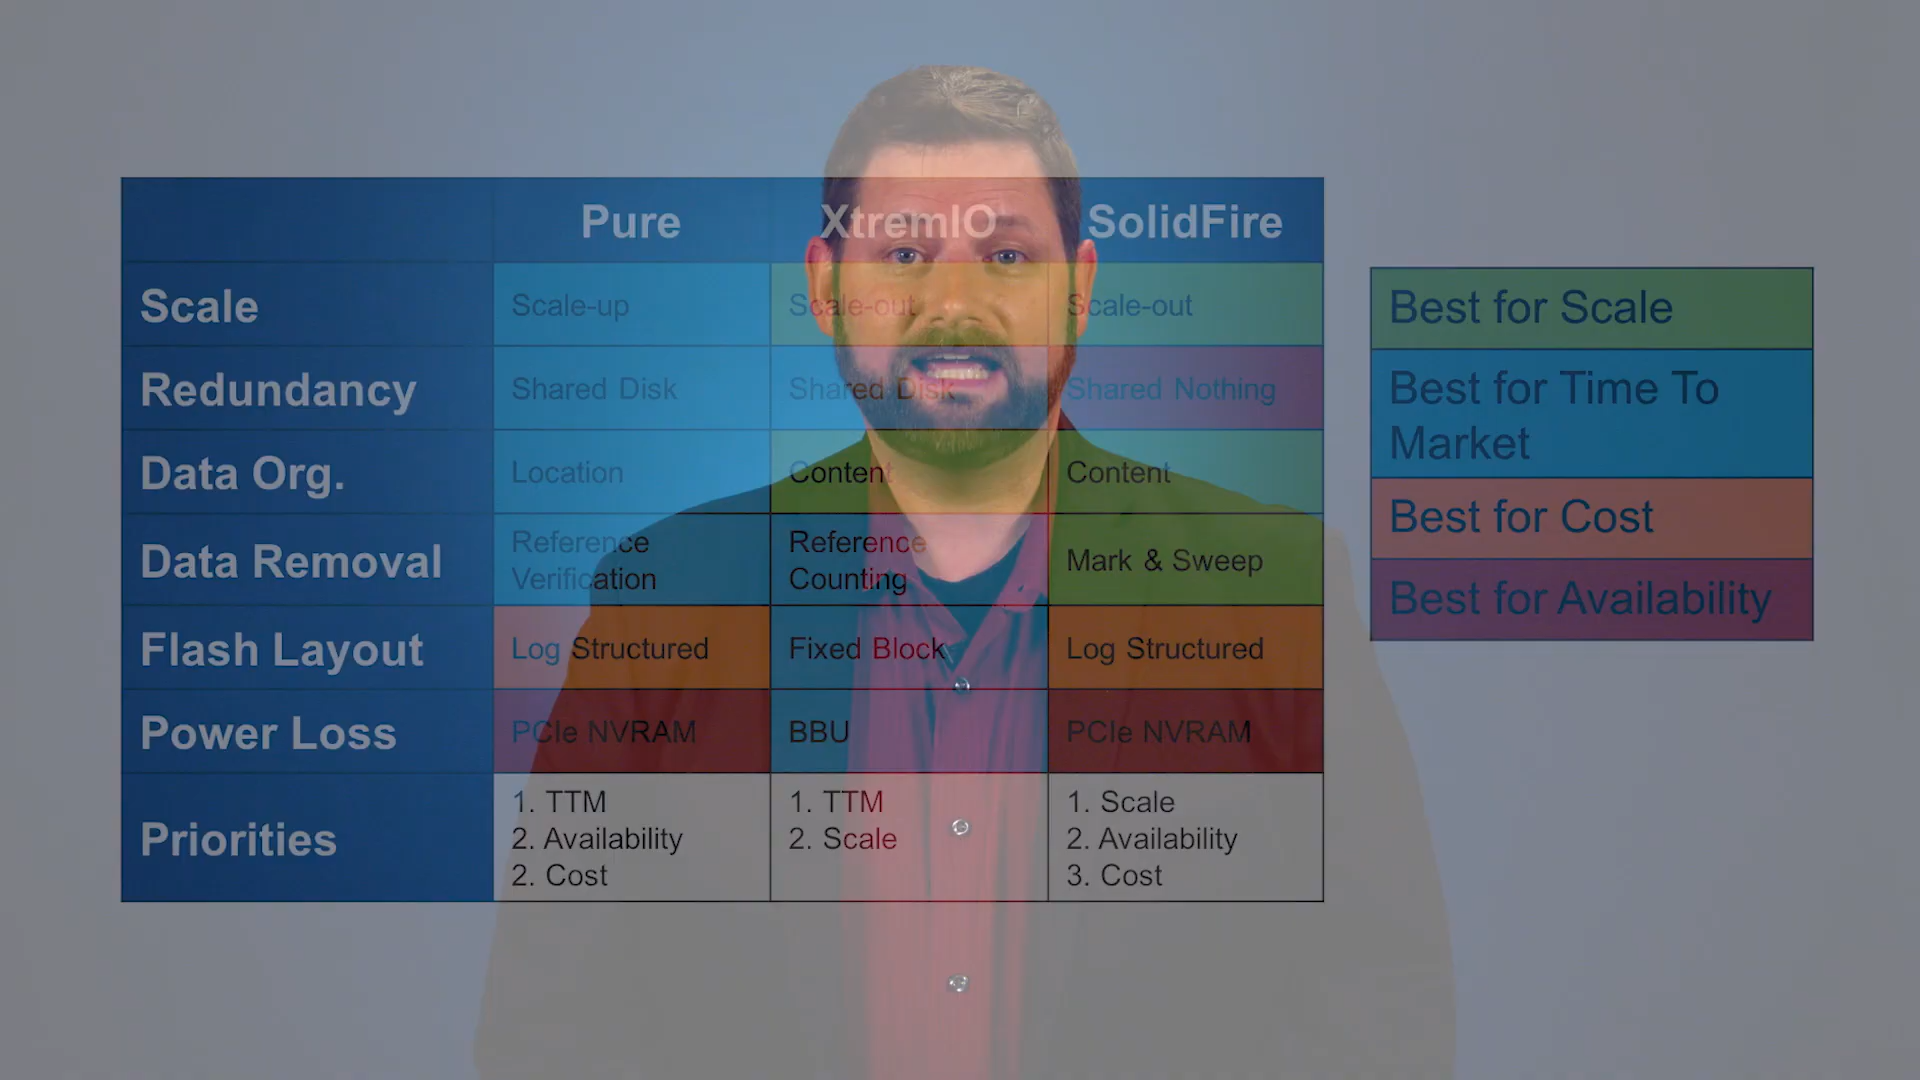 Pure XtremIO SolidFire
Scale Scale-up Scale-out Scale-out
Redundancy Shared Disk Shared Disk Shared Nothing
Data Org. Location Content Content
Data Removal Reference Verification Reference Counting Mark & Sweep
Flash Layout Log Structured Fixed Block Log Structured
Power Loss PCIe NVRAM BBU PCIe NVRAM
Priorities
1. TTM
2. Availability
2. Cost
1. TTM
2. Scale
1. Scale
2. Availability
3. Cost
Best for Scale
Best for Time To
Market
Best for Cost
Best for Availability